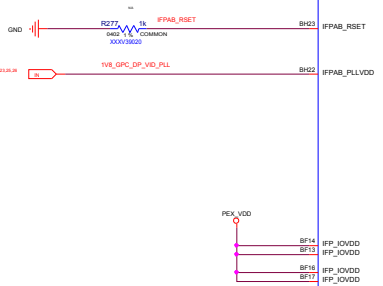 R277 1k IFPAB_RSET BH23 IFPAB_RSET
GND
0402 COMMON
XXXV39020
1V8_GPC_DP_VID_PLL BH22 IFPAB_PLLVDD
IN
PEX_VDD
BF14 IFP_IOVDD
BF13 IFP_IOVDD
BF16 IFP_IOVDD
BF17 IFP_IOVDD